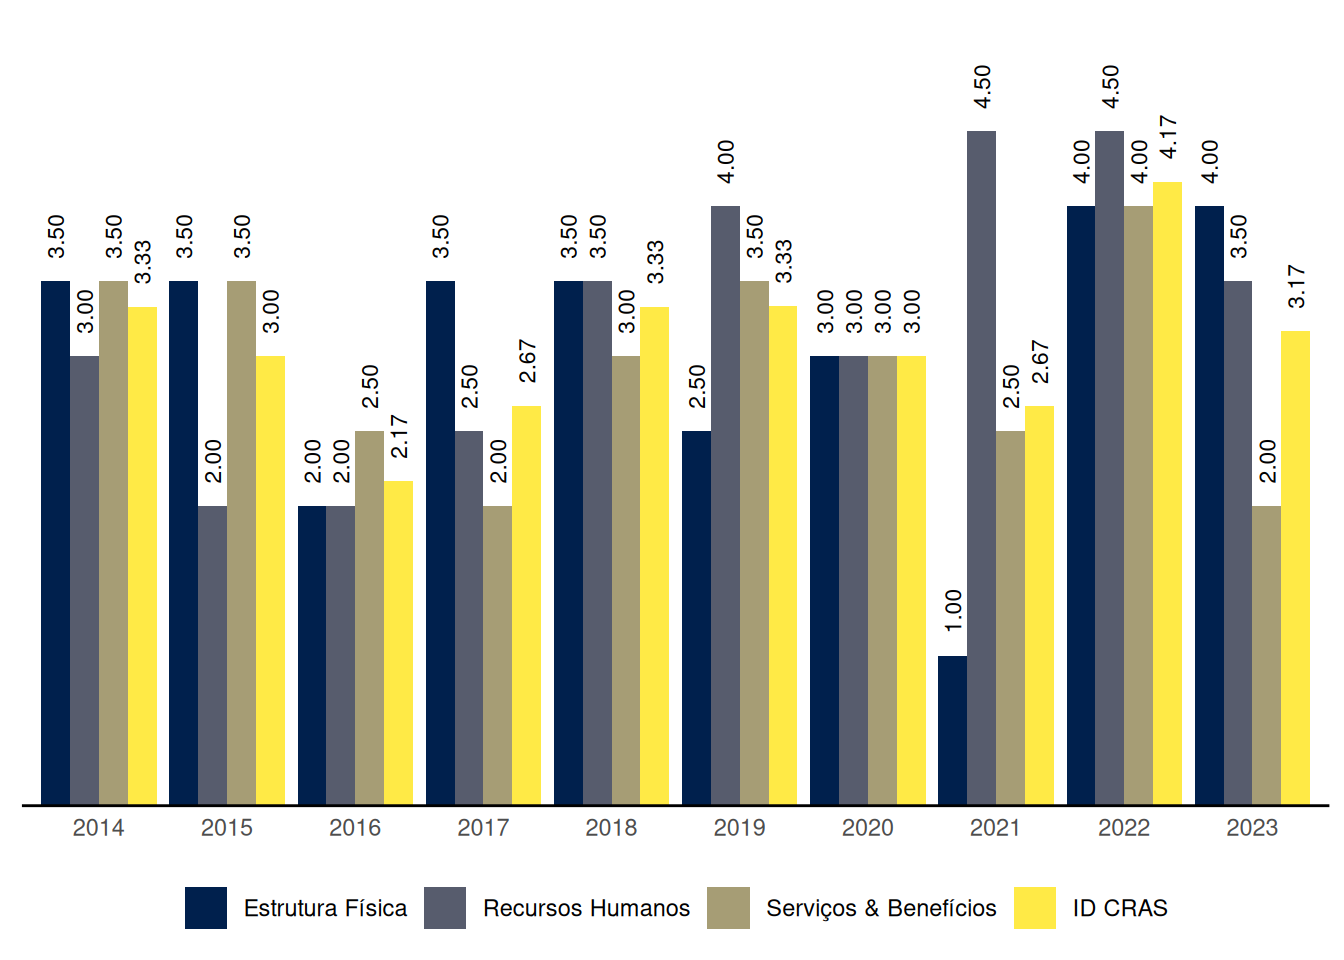 3.50 3.00 3.50 3.33
3.50 2.00 3.50 3.00
2.00 2.00 2.50 2.17
3.50 2.50 2.00 2.67
3.50 3.50 3.00 3.33
2.50 4.00 3.50 3.33
3.00 3.00 3.00 3.00
1.00 4.50 2.50 2.67
4.00 4.50 4.00 4.17
4.00 3.50 2.00 3.17
2014 2015 2016 2017 2018 2019 2020 2021 2022 2023
Estrutura Física Recursos Humanos Serviços & Benefícios ID CRAS